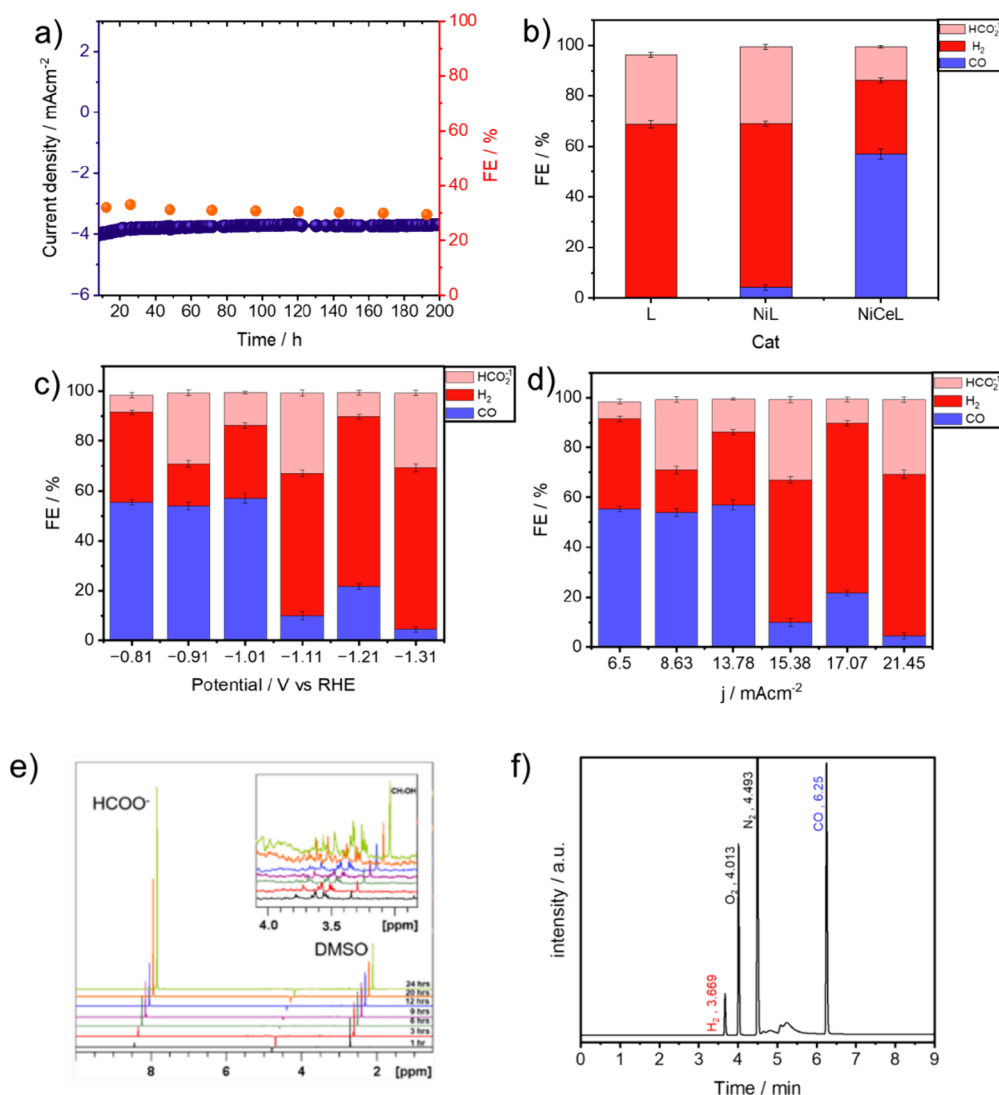 a)
Current density / mAcm-2
2
0
−2
−4
−6
100
80
60
40
20
0
FE / %
20 40 60 80 100 120 140 160 180 200
Time / h
b)
HCO2-1
H2
CO
FE / %
100
80
60
40
20
0
L NiL NiCeL
Cat
c)
HCO2-1
H2
CO
FE / %
100
80
60
40
20
0
−0.81 −0.91 −1.01 −1.11 −1.21 −1.31
Potential / V vs RHE
d)
HCO2-1
H2
CO
FE / %
100
80
60
40
20
0
6.5 8.63 13.78 15.38 17.07 21.45
j / mAcm-2
e)
HCOO-
CH3OH
4.0 3.5 [ppm]
DMSO
24 hrs
20 hrs
12 hrs
9 hrs
6 hrs
3 hrs
1 hr
8 6 4 2 [ppm]
f)
intensity / a.u.
H2 , 3.669
O2 , 4.013
N2 , 4.493
CO , 6.25
0 1 2 3 4 5 6 7 8 9
Time / min